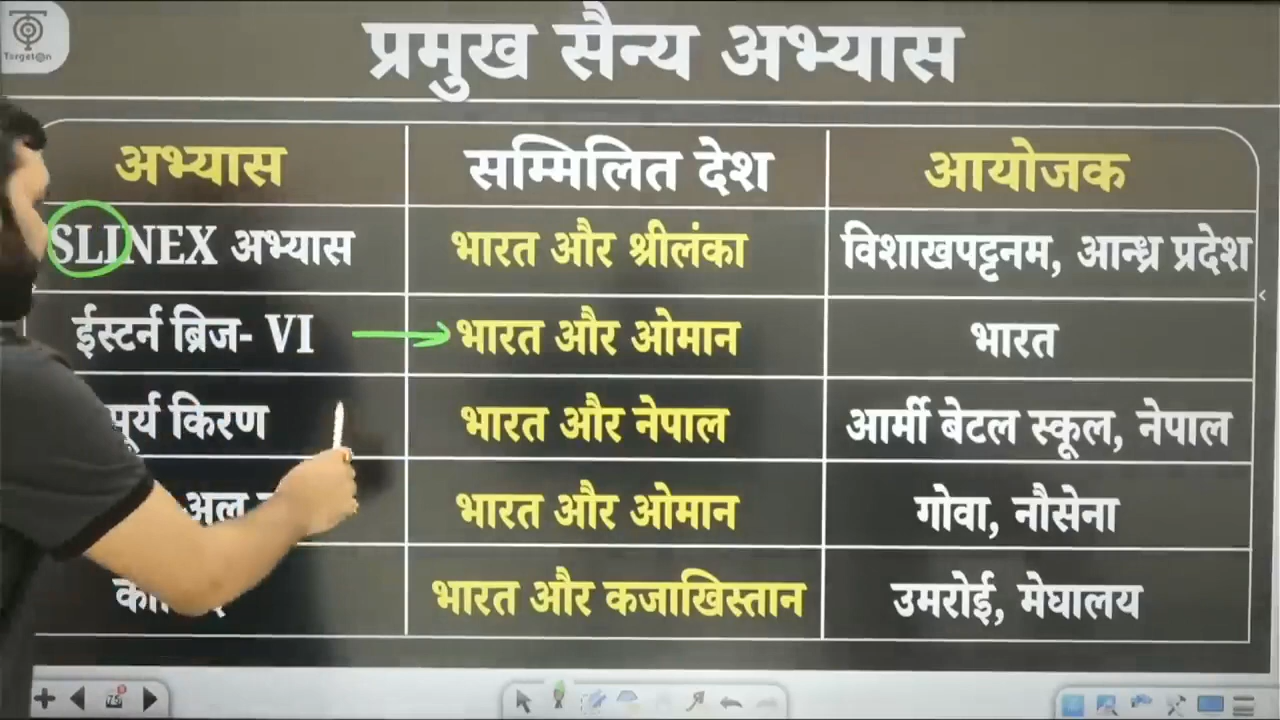 Target@n
प्रमुख सैन्य अभ्यास
अभ्यास सम्मिलित देश आयोजक
SLINEX अभ्यास भारत और श्रीलंका विशाखपट्टनम, आन्ध्र प्रदेश
ईस्टर्न ब्रिज- VI भारत और ओमान भारत
सूर्य किरण भारत और नेपाल आर्मी बेटल स्कूल, नेपाल
अल भारत और ओमान गोवा, नौसेना
भारत और कजाखिस्तान उमरोई, मेघालय